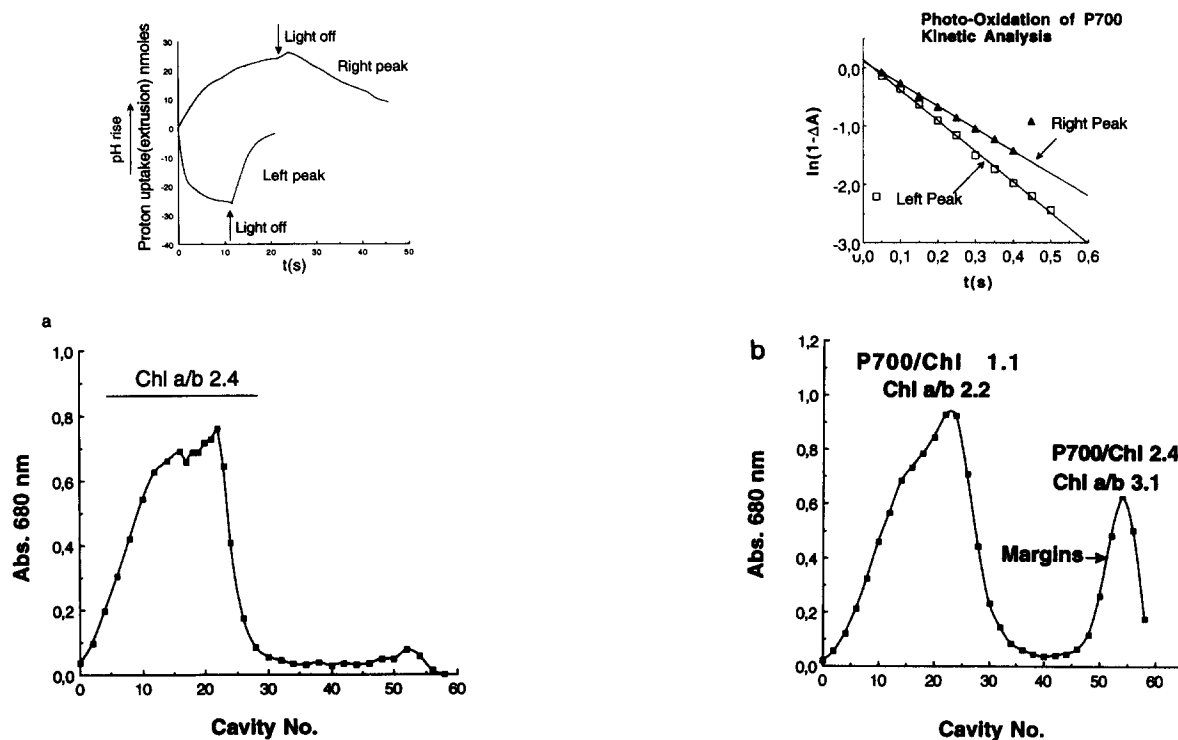 Light off
Right peak
Left peak
Light off
pH rise
Proton uptake(extrusion) nmoles
30
20
10
0
-10
-20
-30
-40
0 10 20 30 40 50
t(s)
Photo-Oxidation of P700
Kinetic Analysis
0,0
-1,0
-2,0
-3,0
ln(1-ΔA)
Right Peak
Left Peak
0,0 0,1 0,2 0,3 0,4 0,5 0,6
t(s)
a
1,0
0,8
0,6
0,4
0,2
0,0
Abs. 680 nm
Chl a/b 2.4
0 10 20 30 40 50 60
Cavity No.
b
1,2
1,0
0,8
0,6
0,4
0,2
0,0
Abs. 680 nm
P700/Chl 1.1
Chl a/b 2.2
P700/Chl 2.4
Chl a/b 3.1
Margins
0 10 20 30 40 50
Cavity No.